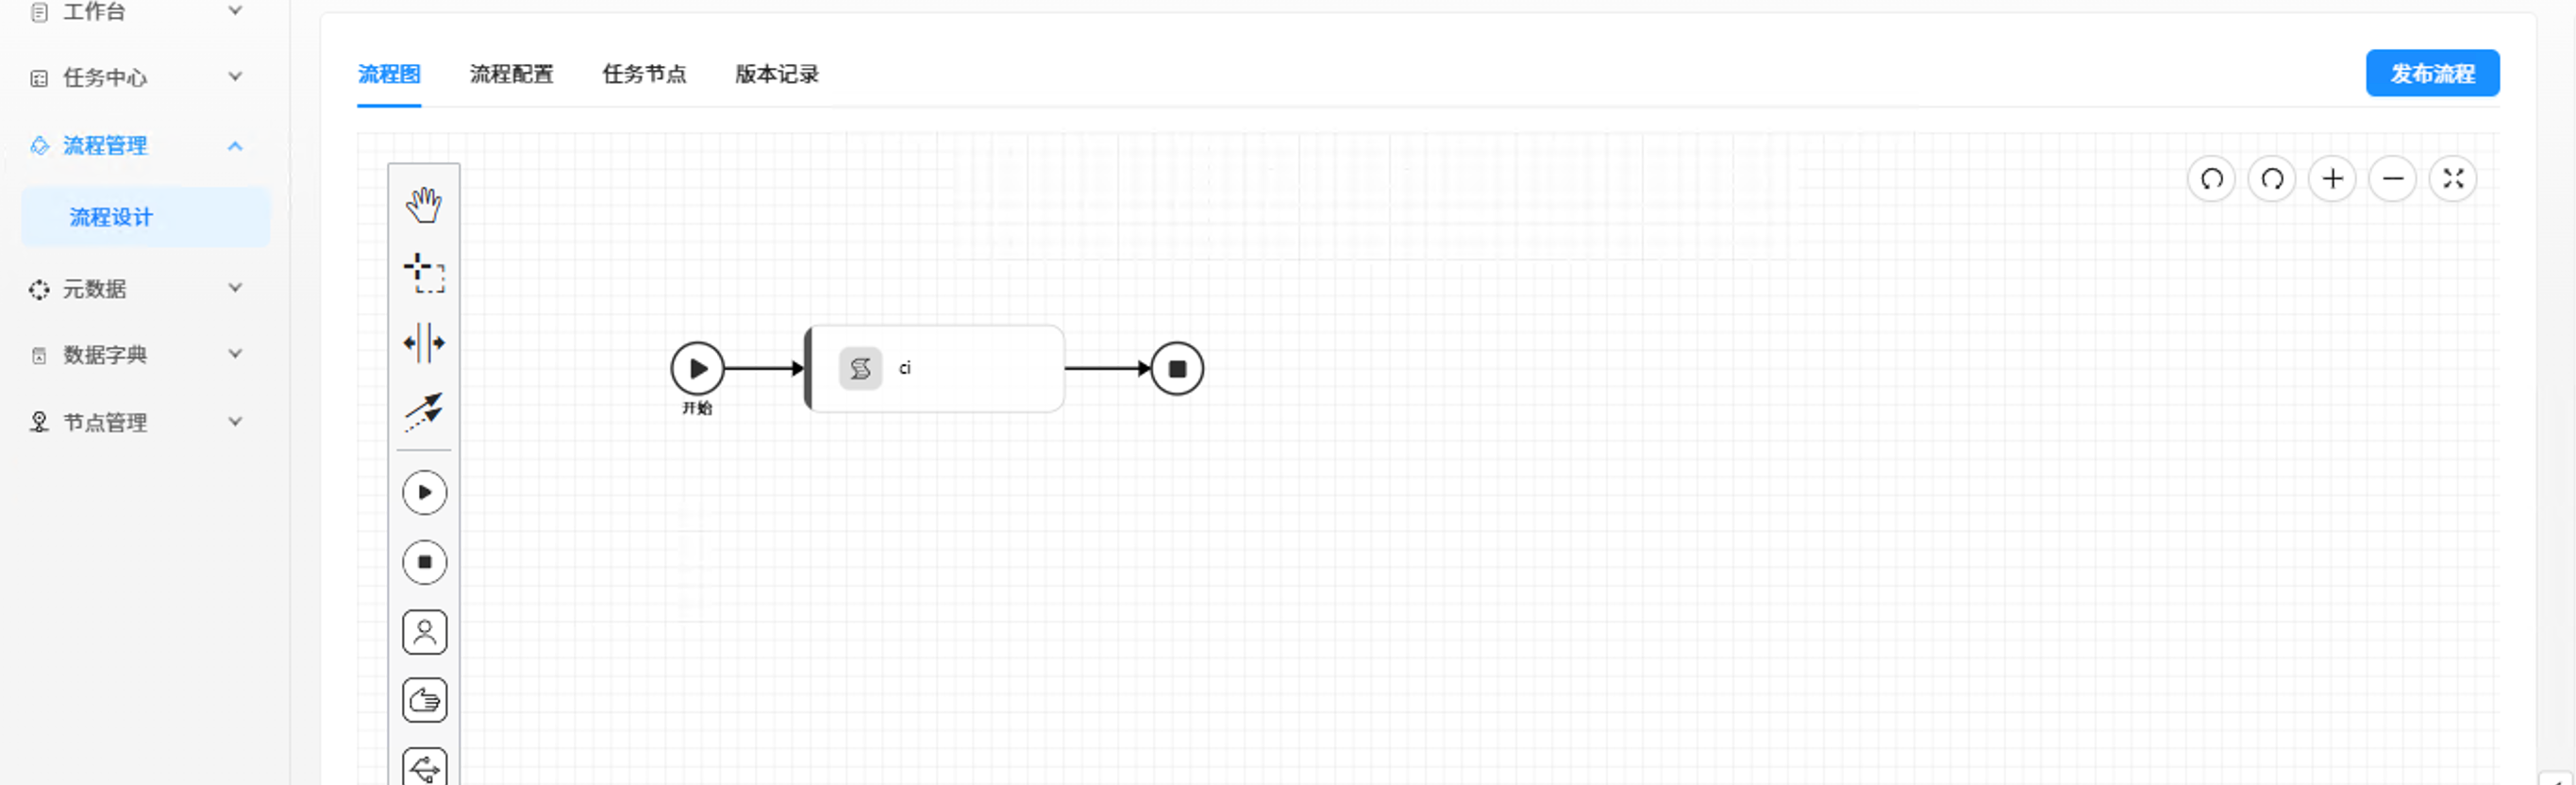 工作台
任务中心
流程管理
流程设计
元数据
数据字典
节点管理
流程图 流程配置 任务节点 版本记录 发布流程
ci
开始